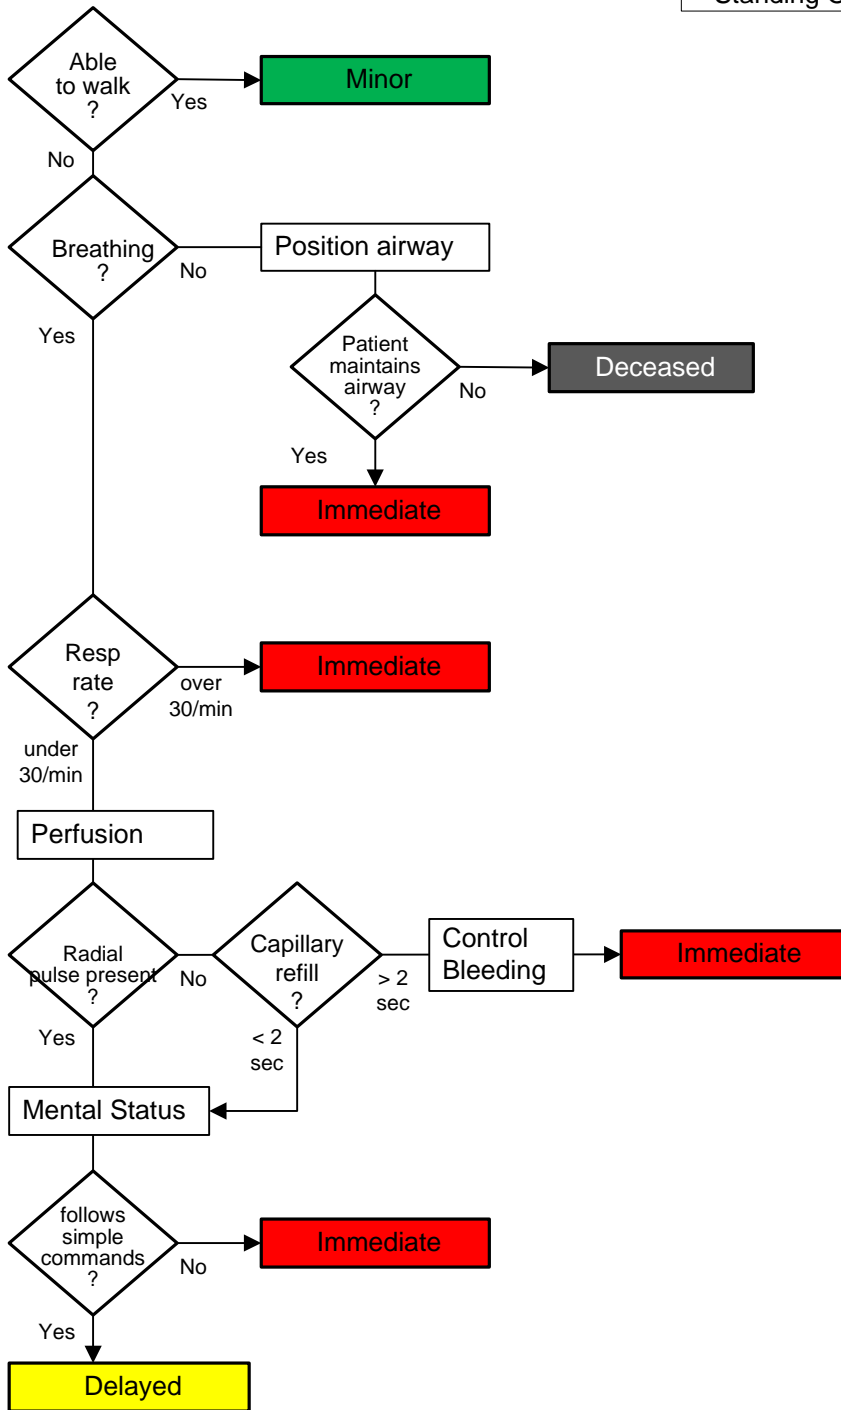 Able
to walk
?
Yes
Minor
No
Breathing
?
No
Position airway
Yes
Patient
maintains
airway
?
No
Deceased
Yes
Immediate
Resp
rate
?
over
30/min
Immediate
under
30/min
Perfusion
Radial
pulse present
?
No
Capillary
refill
?
> 2
sec
Control
Bleeding
Immediate
Yes
< 2
sec
Mental Status
follows
simple
commands
?
No
Immediate
Yes
Delayed